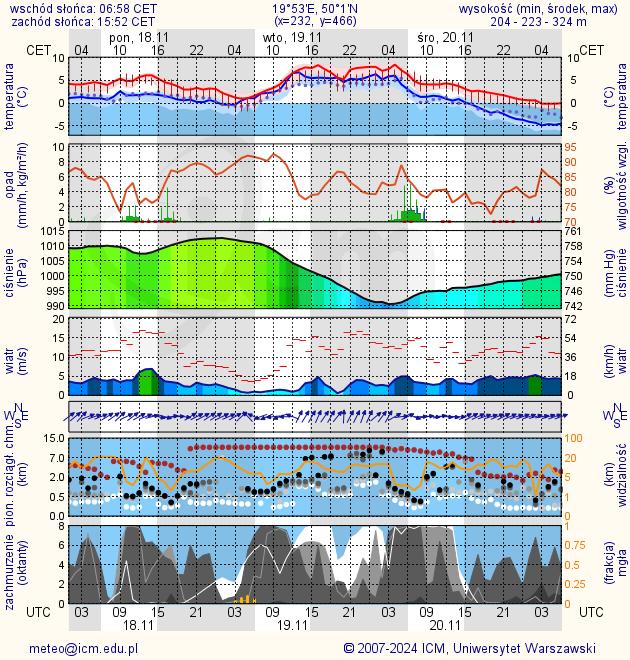 wschód słońca: 06:58 CET 19°53'E, 50°1'N wysokość (min, środek, max)
zachód słońca: 15:52 CET (x=232, y=466) 204 - 223 - 324 m
pon, 18.11 wto, 19.11 śro, 20.11
CET 04 10 16 22 04 10 16 22 04 10 16 22 04 CET
temperatura (°C)
10 5 0 -5
10 5 0 -5
temperatura (°C)
opad (mm/h, kg/m²/h)
10 8 6 4 2 0
95 90 85 80 75 70
(%) wilgotność wzgl.
ciśnienie (hPa)
1015 1010 1005 1000 995 990
761 758 754 750 746 742
(mm Hg) ciśnienie
wiatr (m/s)
20 15 10 5 0
72 54 36 18 0
(km/h) wiatr
N W E S
N W E S
pion. rozciągł. chm. (km)
15.0 7.0 2.0 0.5 0.0
100 50 20 5 1 0
(km) widzialność
zachmurzenie (oktanty)
8 6 4 2 0
1 0.75 0.5 0.25 0
(frakcja) mgła
UTC 03 09 15 21 03 09 15 21 03 09 15 21 03 UTC
18.11 19.11 20.11
meteo@icm.edu.pl © 2007-2024 ICM, Uniwersytet Warszawski